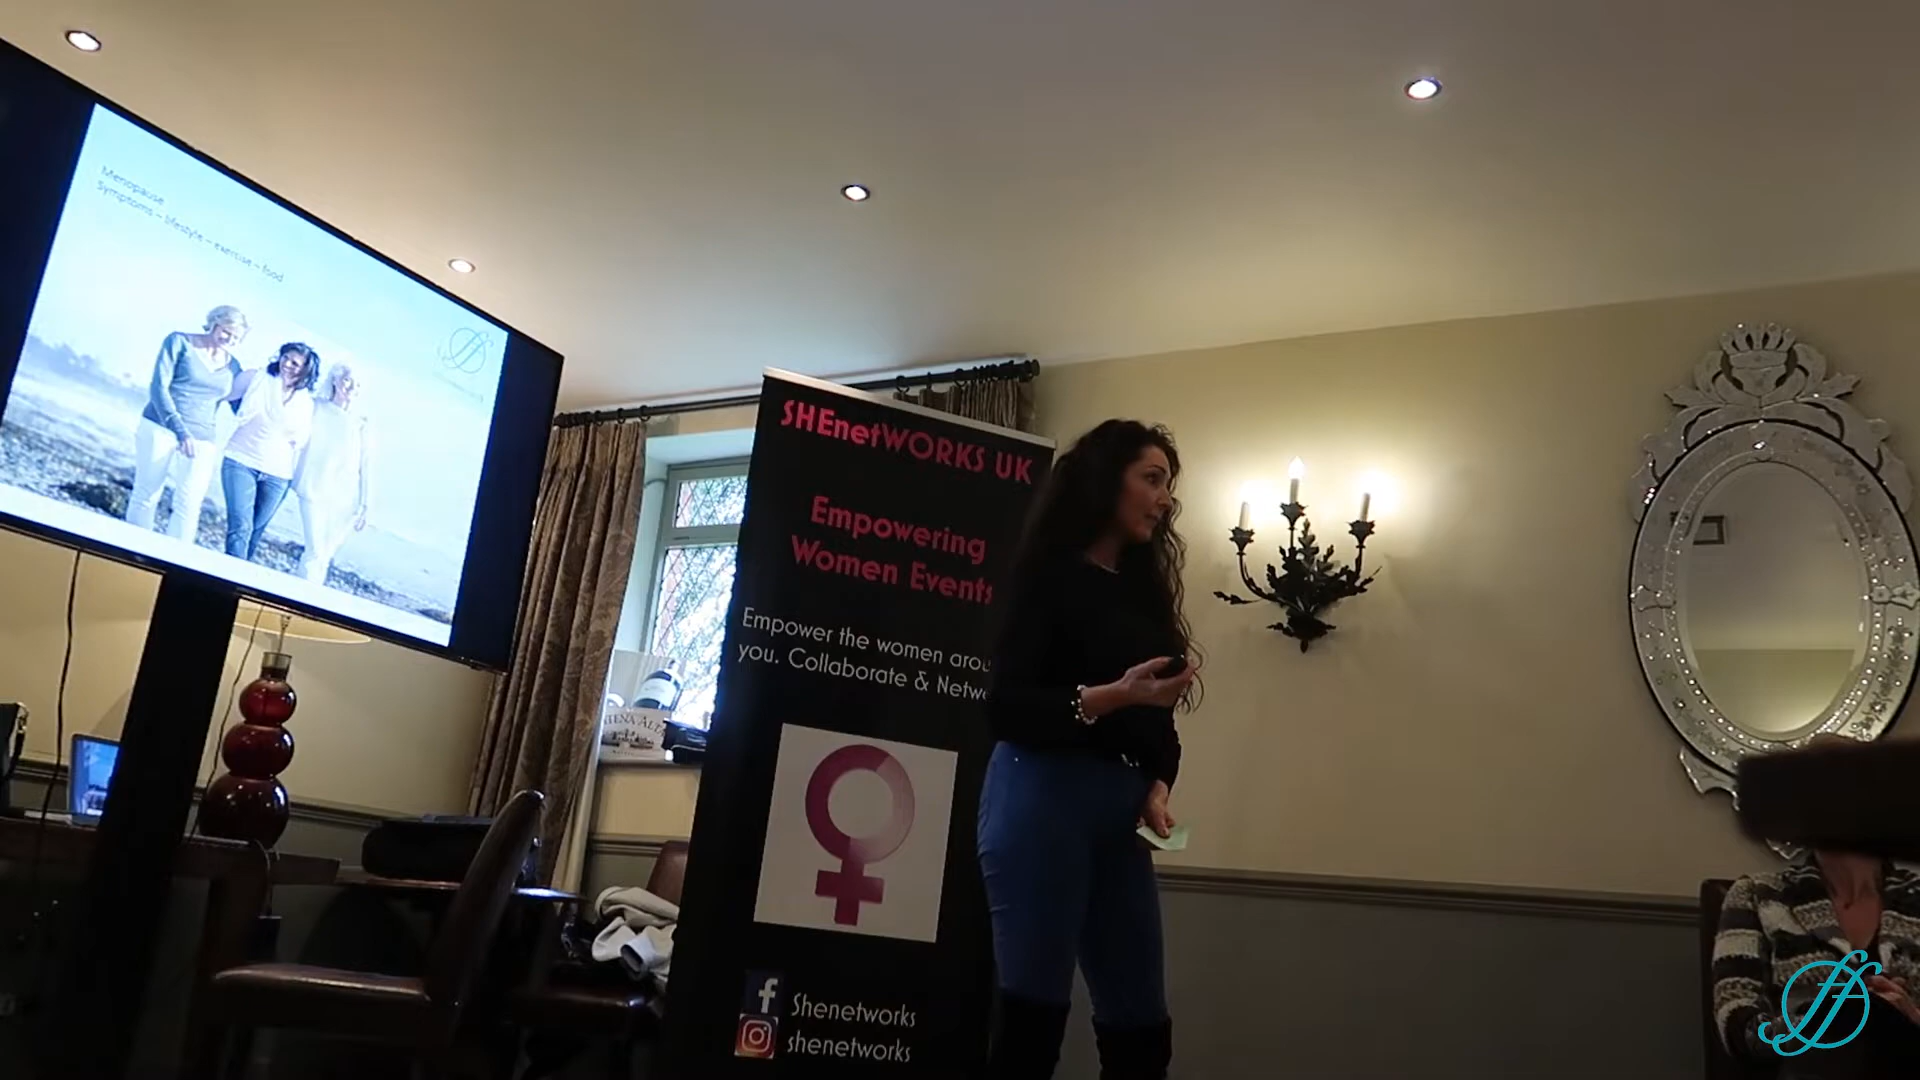 Menopause
Symptoms – lifestyle – exercise – food
SHEnetWORKS UK
Empowering
Women Events
Empower the women arou
you. Collaborate & Netw
Shenetworks
shenetworks